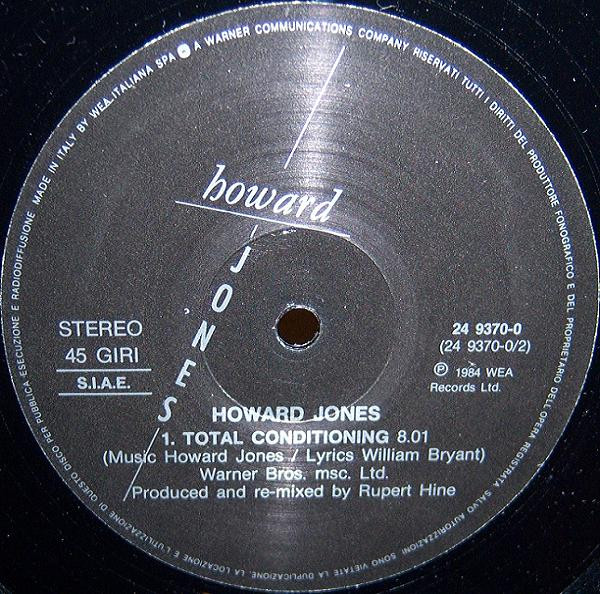 MADE IN ITALY BY WEA ITALIANA SPA - A WARNER COMMUNICATIONS COMPANY RISERVATI TUTTI I DIRITTI DEL PRODUTTORE FONOGRAFICO E DEL PROPRIETARIO DELL'OPERA REGISTRATA. SALVO AUTORIZZAZIONI SONO VIETATE LA DUPLICAZIONE, LA LOCAZIONE E L'UTILIZZAZIONE DI QUESTO DISCO PER PUBBLICA ESECUZIONE E RADIODIFFUSIONE
howard
JONES
STEREO
45 GIRI
S.I.A.E.
24 9370-0
(24 9370-0/2)
℗ 1984 WEA
Records Ltd.
HOWARD JONES
1. TOTAL CONDITIONING 8.01
(Music Howard Jones / Lyrics William Bryant)
Warner Bros. msc. Ltd.
Produced and re-mixed by Rupert Hine